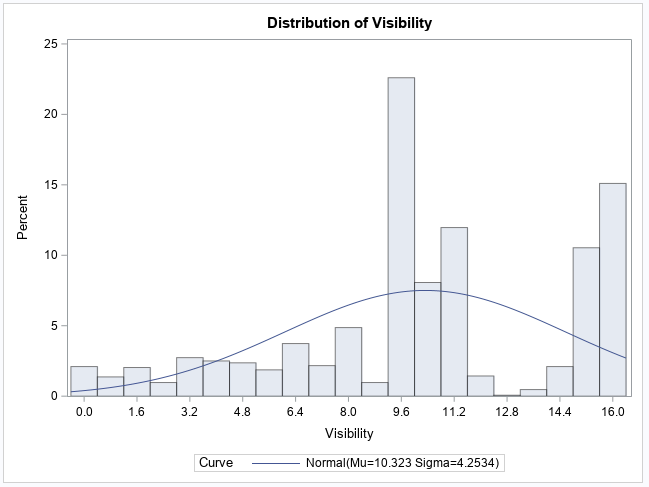 Distribution of Visibility
25
20
15
10
5
0
Percent
0.0 1.6 3.2 4.8 6.4 8.0 9.6 11.2 12.8 14.4 16.0
Visibility
Curve Normal(Mu=10.323 Sigma=4.2534)